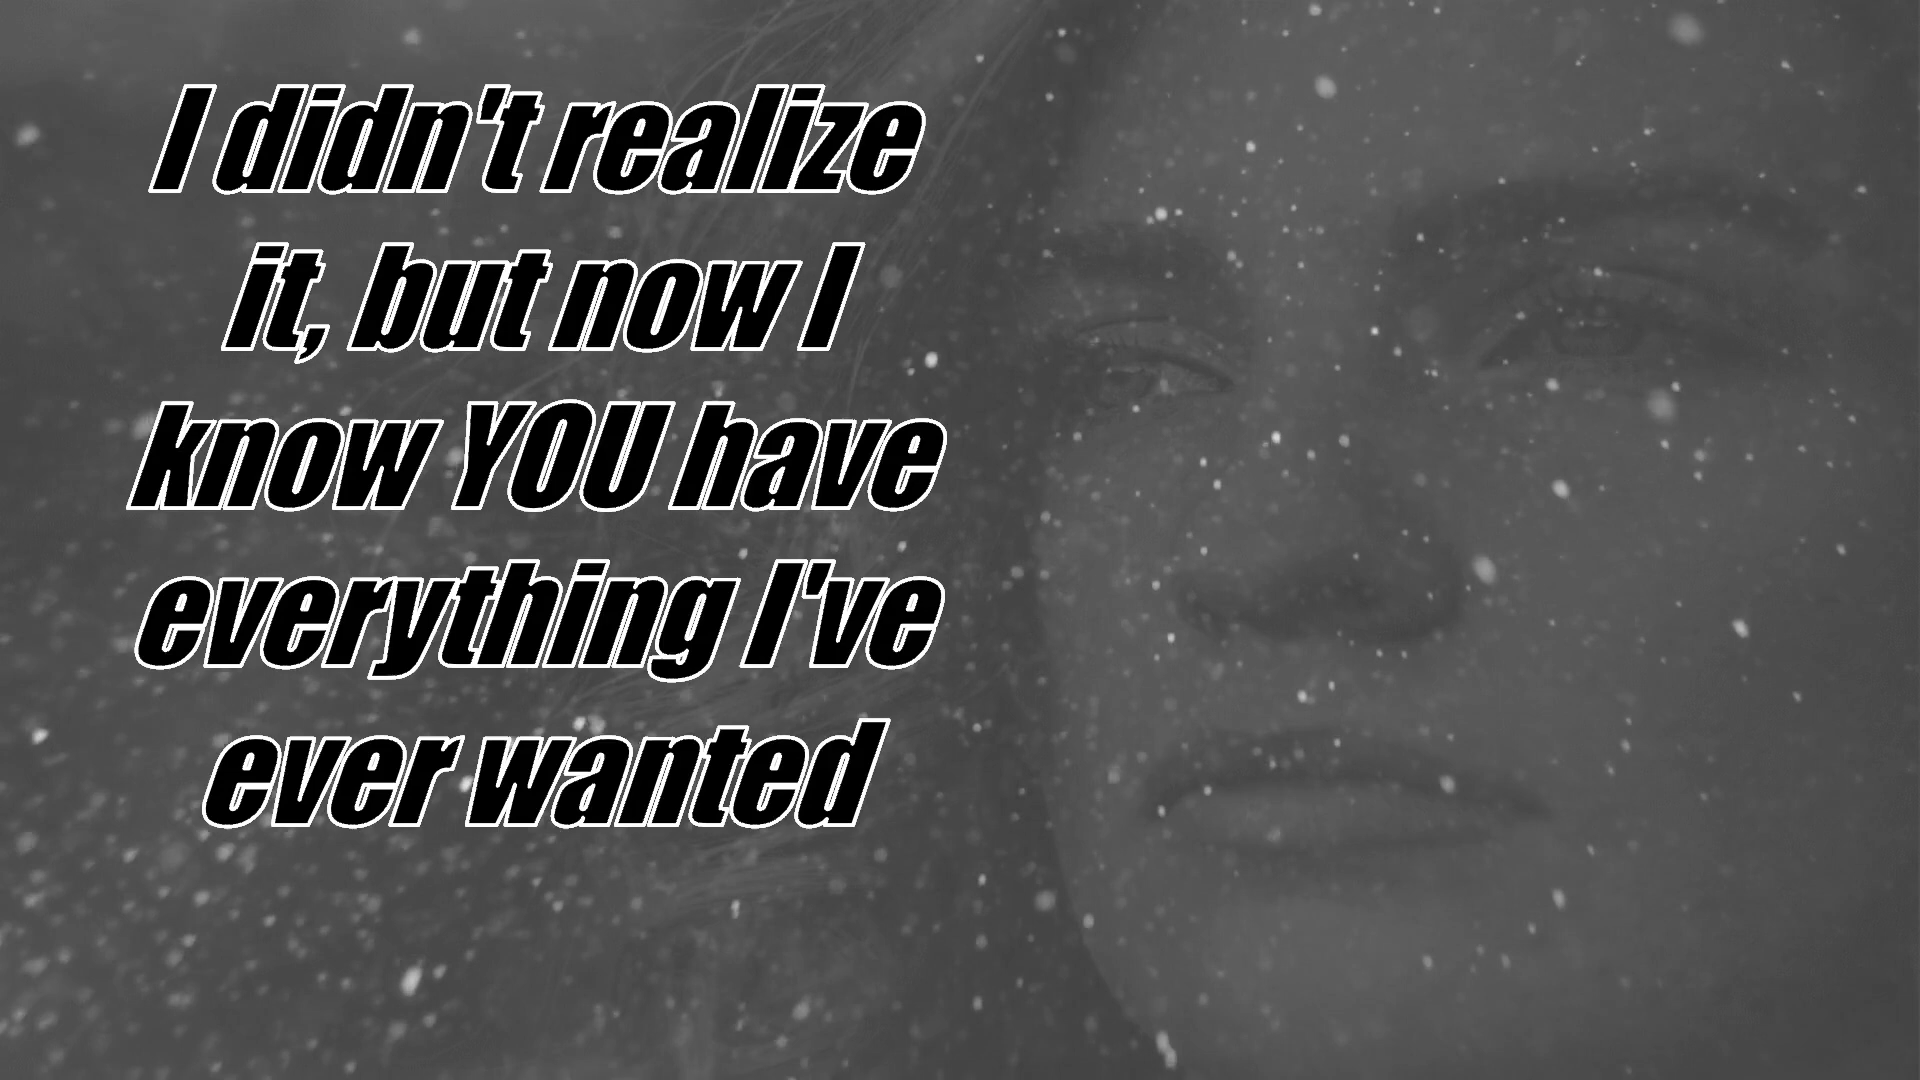 I didn't realize
it, but now I
know YOU have
everything I've
ever wanted